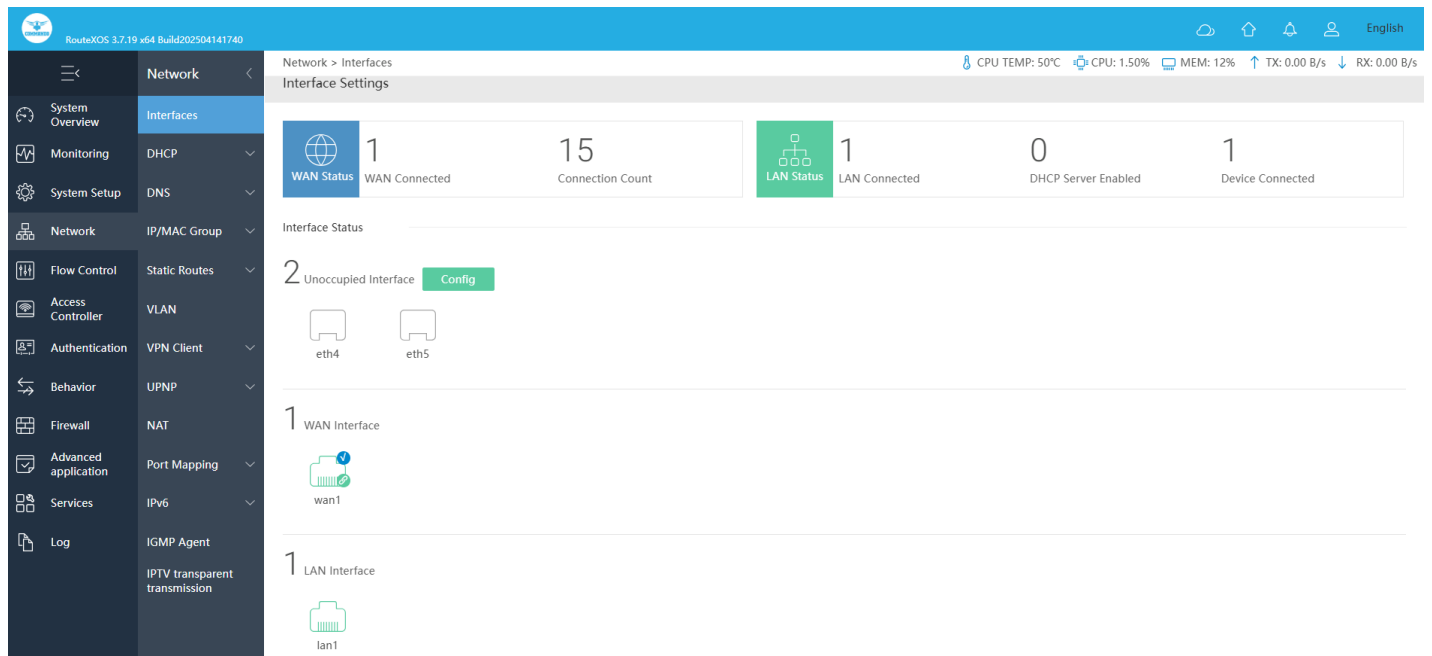 RouteXOS 3.7.19 x64 Build202504141740
English
Network
Network > Interfaces
CPU TEMP: 50℃
CPU: 1.50%
MEM: 12%
↑ TX: 0.00 B/s
↓ RX: 0.00 B/s
Interface Settings
System
Overview
Monitoring
System Setup
Network
Flow Control
Access
Controller
Authentication
Behavior
Firewall
Advanced
application
Services
Log
Interfaces
DHCP
DNS
IP/MAC Group
Static Routes
VLAN
VPN Client
UPNP
NAT
Port Mapping
IPv6
IGMP Agent
IPTV transparent
transmission
WAN Status
1
WAN Connected
15
Connection Count
LAN Status
1
LAN Connected
0
DHCP Server Enabled
1
Device Connected
Interface Status
2 Unoccupied Interface
Config
eth4
eth5
1 WAN Interface
wan1
1 LAN Interface
lan1